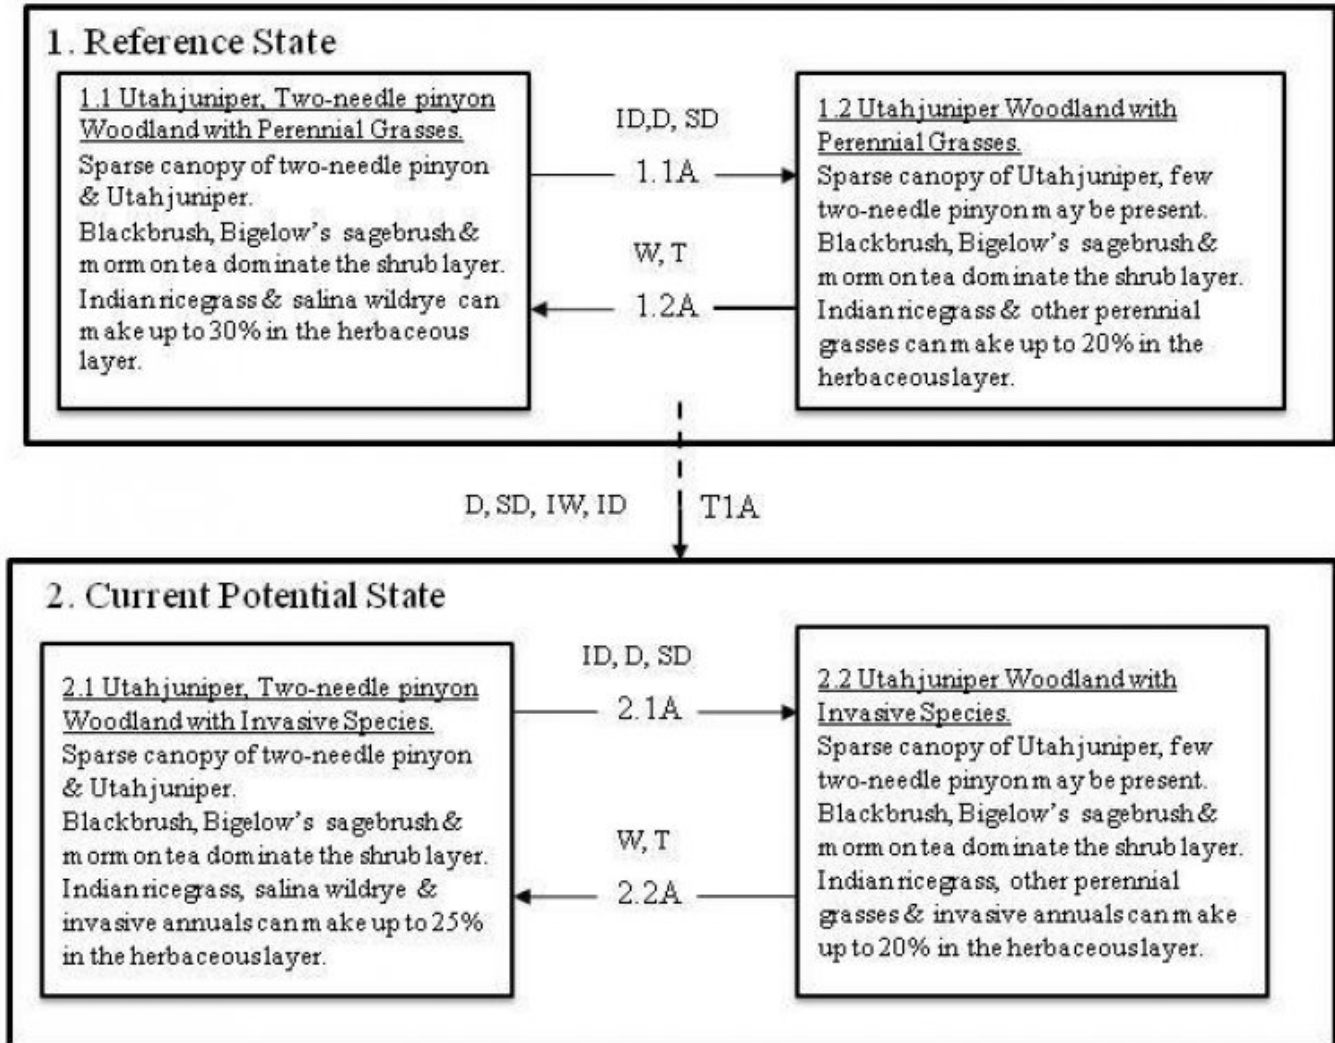 1. Reference State
1.1 Utah juniper, Two-needle pinyon
Woodland with Perennial Grasses.
Sparse canopy of two-needle pinyon
& Utah juniper.
Blackbrush, Bigelow's sagebrush &
mormon tea dominate the shrub layer.
Indian ricegrass & salina wildrye can
make up to 30% in the herbaceous
layer.
ID,D, SD
1.1A
W, T
1.2A
1.2 Utah juniper Woodland with
Perennial Grasses.
Sparse canopy of Utah juniper, few
two-needle pinyon may be present.
Blackbrush, Bigelow's sagebrush &
mormon tea dominate the shrub layer.
Indian ricegrass & other perennial
grasses can make up to 20% in the
herbaceous layer.
D, SD, IW, ID
T1A
2. Current Potential State
2.1 Utah juniper, Two-needle pinyon
Woodland with Invasive Species.
Sparse canopy of two-needle pinyon
& Utah juniper.
Blackbrush, Bigelow's sagebrush &
mormon tea dominate the shrub layer.
Indian ricegrass, salina wildrye &
invasive annuals can make up to 25%
in the herbaceous layer.
ID, D, SD
2.1A
W, T
2.2A
2.2 Utah juniper Woodland with
Invasive Species.
Sparse canopy of Utah juniper, few
two-needle pinyon may be present.
Blackbrush, Bigelow's sagebrush &
mormon tea dominate the shrub layer.
Indian ricegrass, other perennial
grasses & invasive annuals can make
up to 20% in the herbaceous layer.